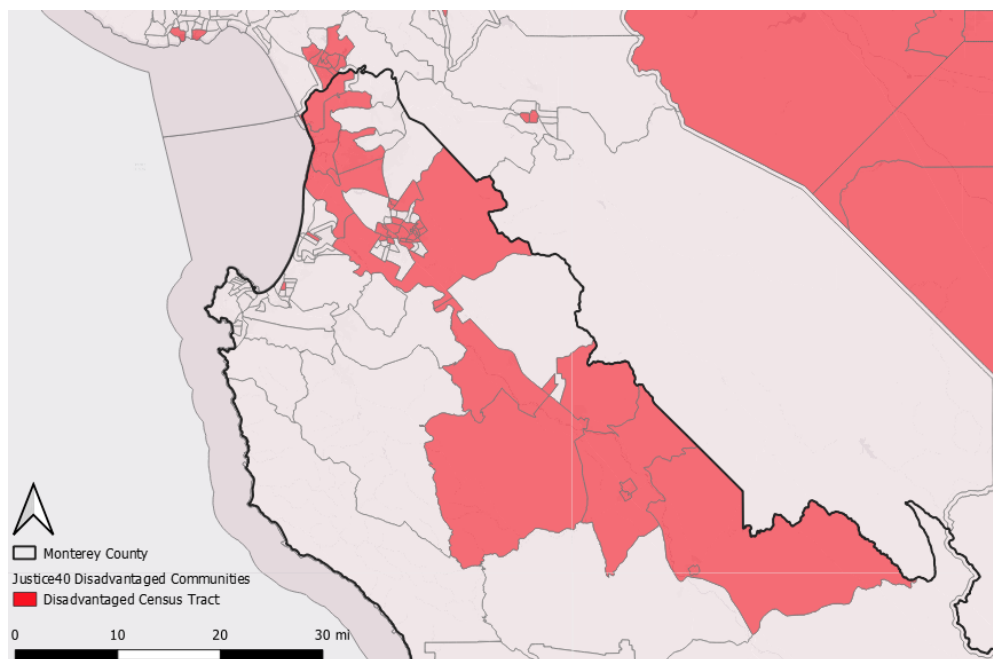 Monterey County
Justice40 Disadvantaged Communities
Disadvantaged Census Tract
0 10 20 30 mi